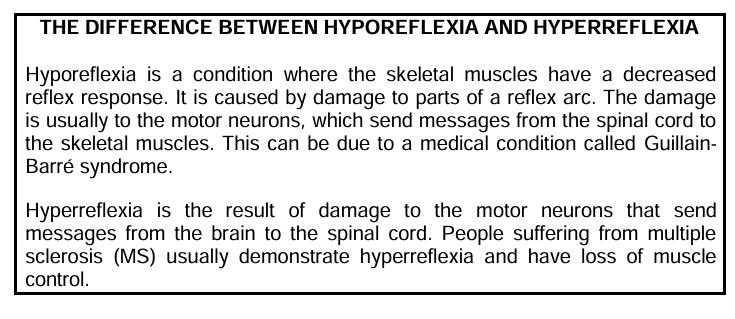 THE DIFFERENCE BETWEEN HYPOREFLEXIA AND HYPERREFLEXIA
Hyporeflexia is a condition where the skeletal muscles have a decreased
reflex response. It is caused by damage to parts of a reflex arc. The damage
is usually to the motor neurons, which send messages from the spinal cord to
the skeletal muscles. This can be due to a medical condition called Guillain-
Barré syndrome.
Hyperreflexia is the result of damage to the motor neurons that send
messages from the brain to the spinal cord. People suffering from multiple
sclerosis (MS) usually demonstrate hyperreflexia and have loss of muscle
control.